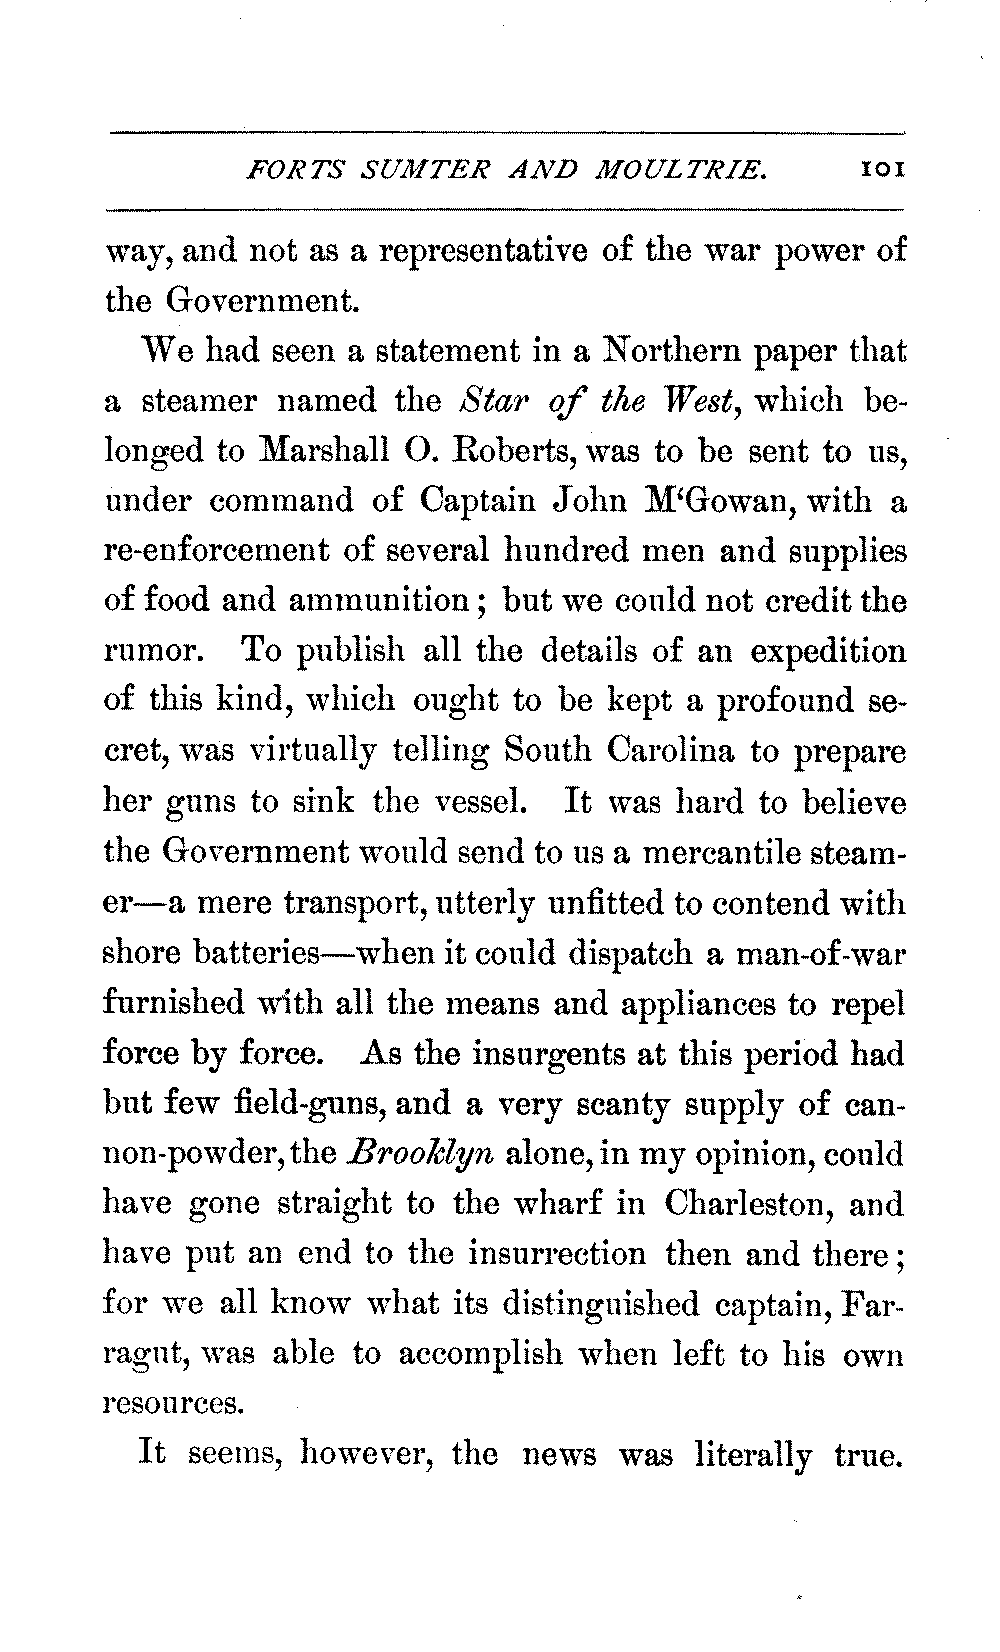 FORTS SUMTER AND MOULTRIE. 101
way, and not as a representative of the war power of
the Government.
We had seen a statement in a Northern paper that
a steamer named the Star of the West, which be-
longed to Marshall O. Roberts, was to be sent to us,
under command of Captain John M‘Gowan, with a
re-enforcement of several hundred men and supplies
of food and ammunition; but we could not credit the
rumor. To publish all the details of an expedition
of this kind, which ought to be kept a profound se-
cret, was virtually telling South Carolina to prepare
her guns to sink the vessel. It was hard to believe
the Government would send to us a mercantile steam-
er—a mere transport, utterly unfitted to contend with
shore batteries—when it could dispatch a man-of-war
furnished with all the means and appliances to repel
force by force. As the insurgents at this period had
but few field-guns, and a very scanty supply of can-
non-powder, the Brooklyn alone, in my opinion, could
have gone straight to the wharf in Charleston, and
have put an end to the insurrection then and there;
for we all know what its distinguished captain, Far-
ragut, was able to accomplish when left to his own
resources.
It seems, however, the news was literally true.